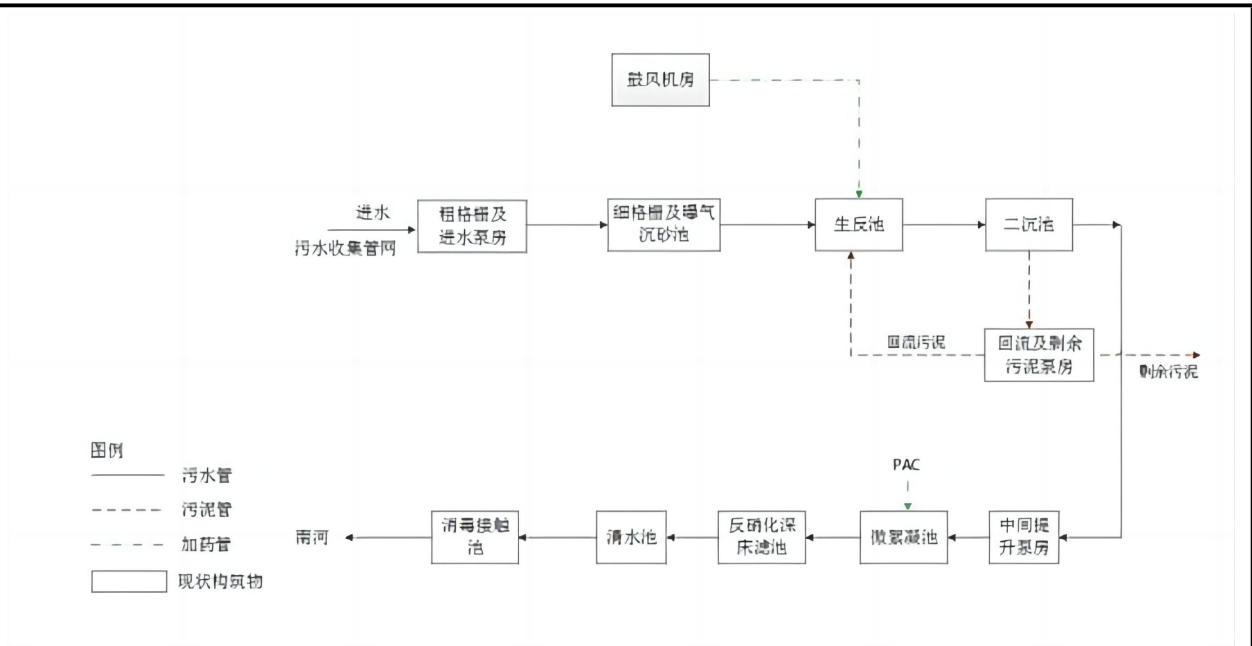 鼓风机房
进水
污水收集管网
粗格栅及
进水泵房
细格栅及曝气
沉砂池
生反池
二沉池
回流污泥
回流及剩余
污泥泵房
剩余污泥
图例
污水管
污泥管
加药管
现状构筑物
PAC
南河
消毒接触
池
清水池
反硝化深
床滤池
微絮凝池
中间提
升泵房